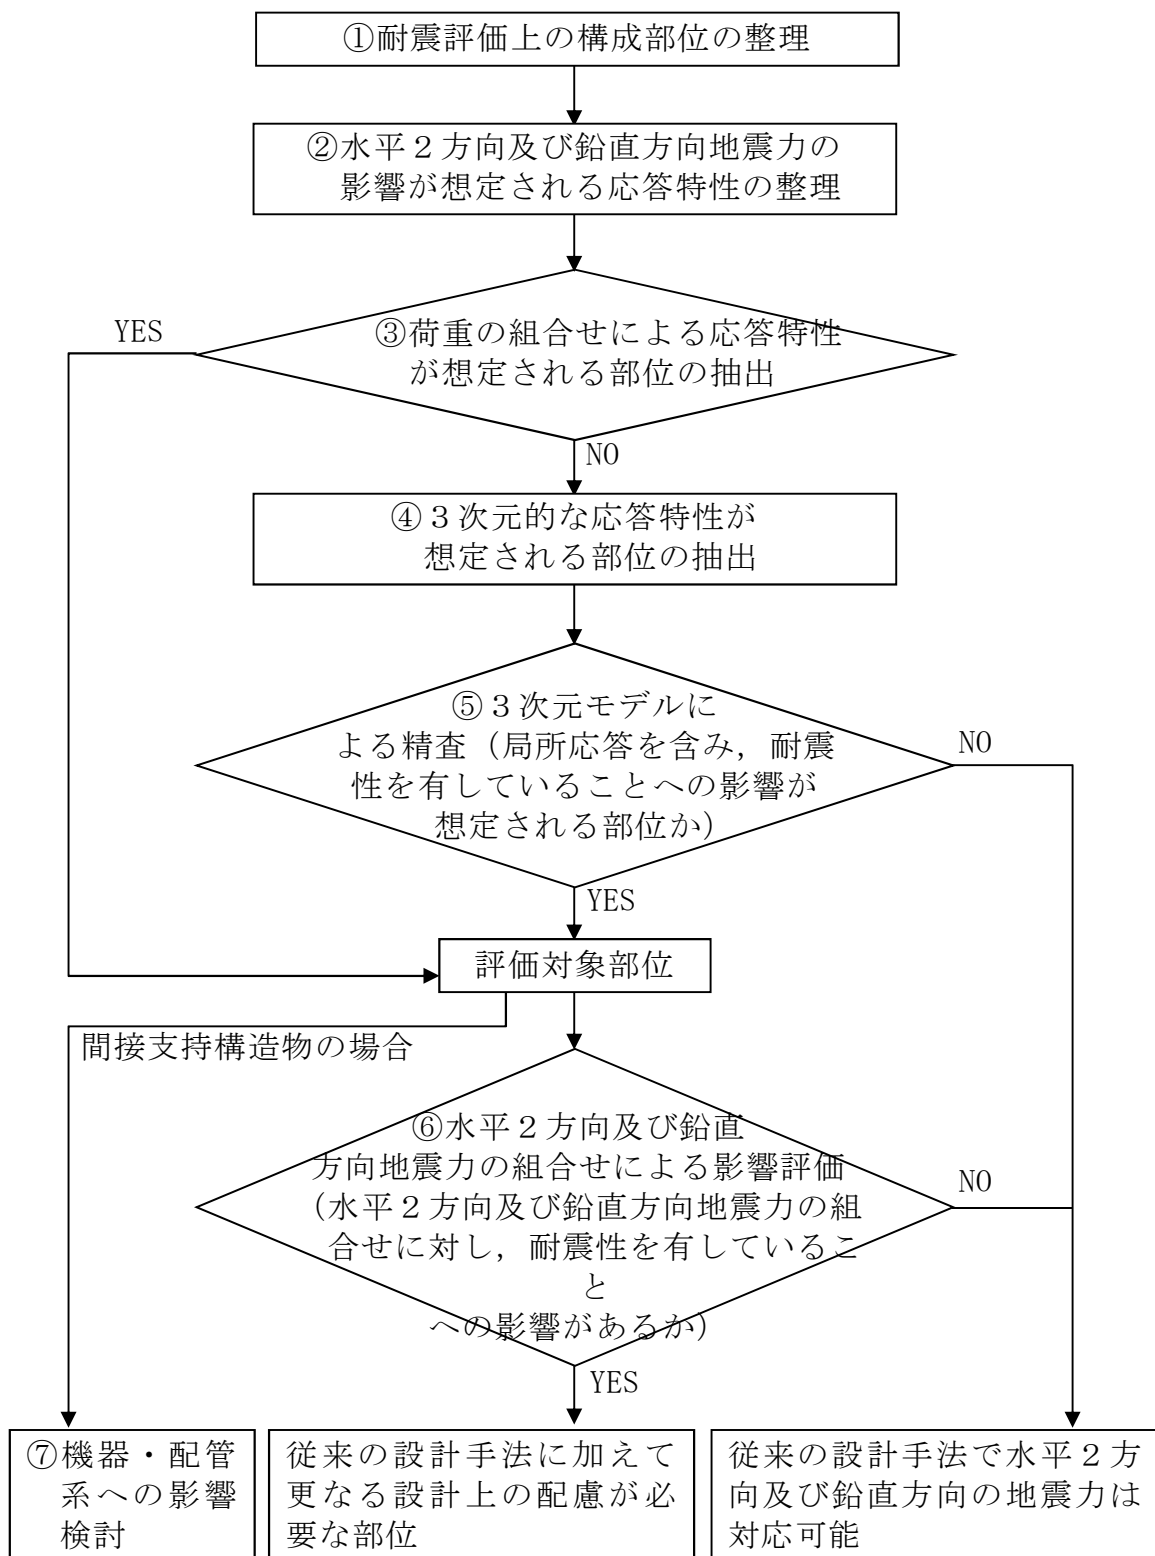 ①耐震評価上の構成部位の整理
②水平２方向及び鉛直方向地震力の
影響が想定される応答特性の整理
YES
③荷重の組合せによる応答特性
が想定される部位の抽出
NO
④３次元的な応答特性が
想定される部位の抽出
⑤３次元モデルに
よる精査（局所応答を含み，耐震
性を有していることへの影響が
想定される部位か）
NO
YES
評価対象部位
間接支持構造物の場合
⑥水平２方向及び鉛直
方向地震力の組合せによる影響評価
（水平２方向及び鉛直方向地震力の組
合せに対し，耐震性を有しているこ
と
への影響があるか）
NO
YES
⑦機器・配管
系への影響
検討
従来の設計手法に加えて
更なる設計上の配慮が必
要な部位
従来の設計手法で水平２方
向及び鉛直方向の地震力は
対応可能